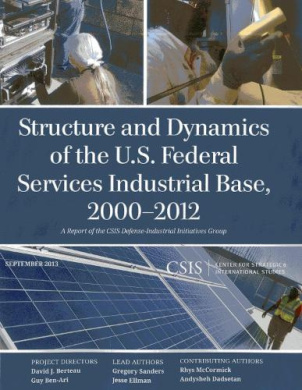 Structure and Dynamics
of the U.S. Federal
Services Industrial Base,
2000–2012
A Report of the CSIS Defense-Industrial Initiatives Group
SEPTEMBER 2013
CSIS | CENTER FOR STRATEGIC &
INTERNATIONAL STUDIES
PROJECT DIRECTORS
David J. Berteau
Guy Ben-Ari
LEAD AUTHORS
Gregory Sanders
Jesse Ellman
CONTRIBUTING AUTHORS
Rhys McCormick
Andysheh Dadastan